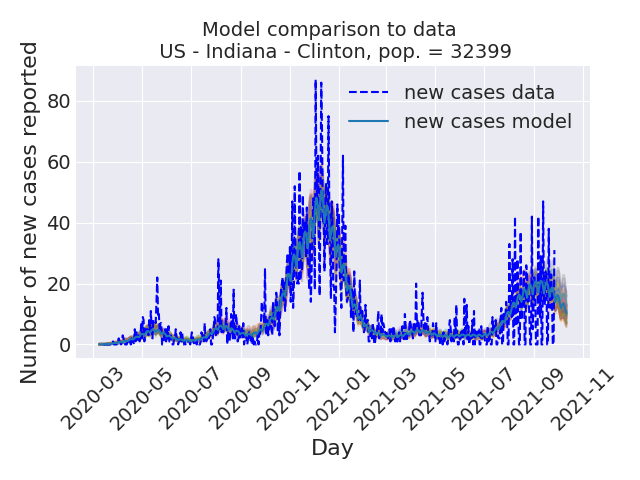 Model comparison to data
US - Indiana - Clinton, pop. = 32399
Number of new cases reported
80
60
40
20
0
new cases data
new cases model
2020-03
2020-05
2020-07
2020-09
2020-11
2021-01
2021-03
2021-05
2021-07
2021-09
2021-11
Day